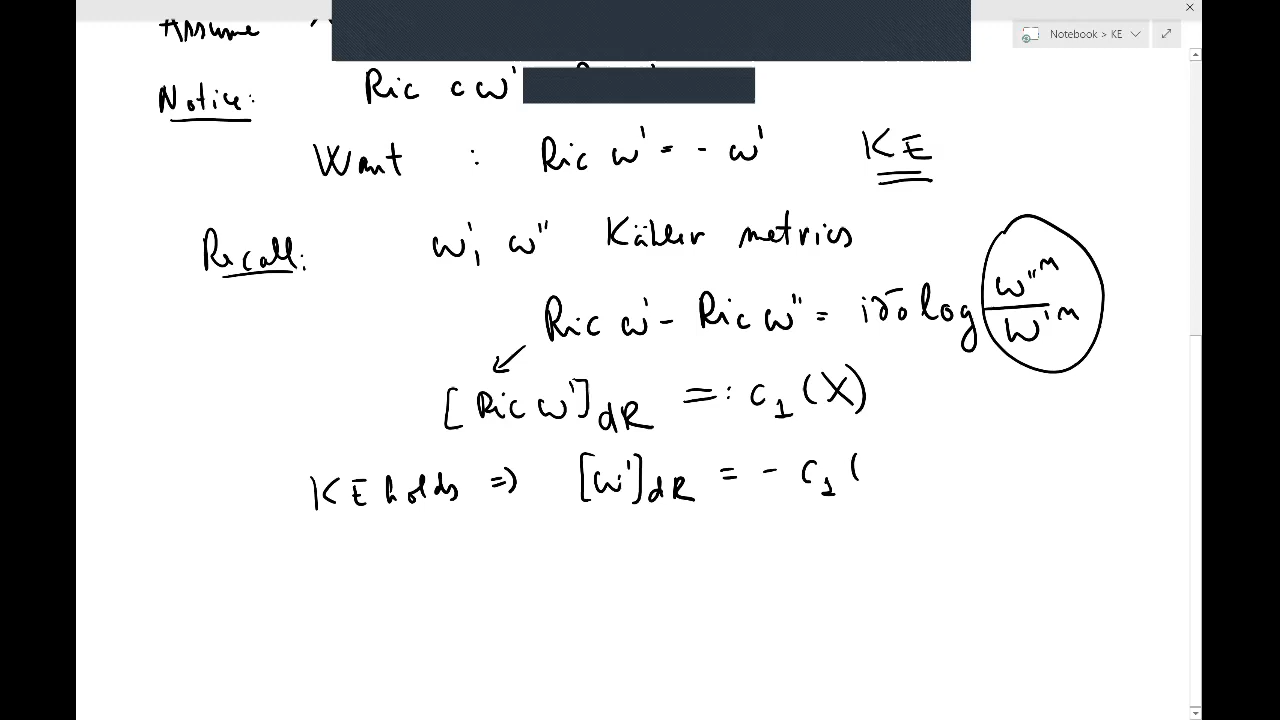 Notebook > KE
Assume
Notice: Ric c ω'
Want : Ric ω' = - ω' KE
Recall: ω', ω'' Kähler metrics
Ric ω' - Ric ω'' = i∂∂̄ log ω''ⁿ/ω'ⁿ
[Ric ω']dR =: c₁(X)
KE holds => [ω']dR = - c₁(